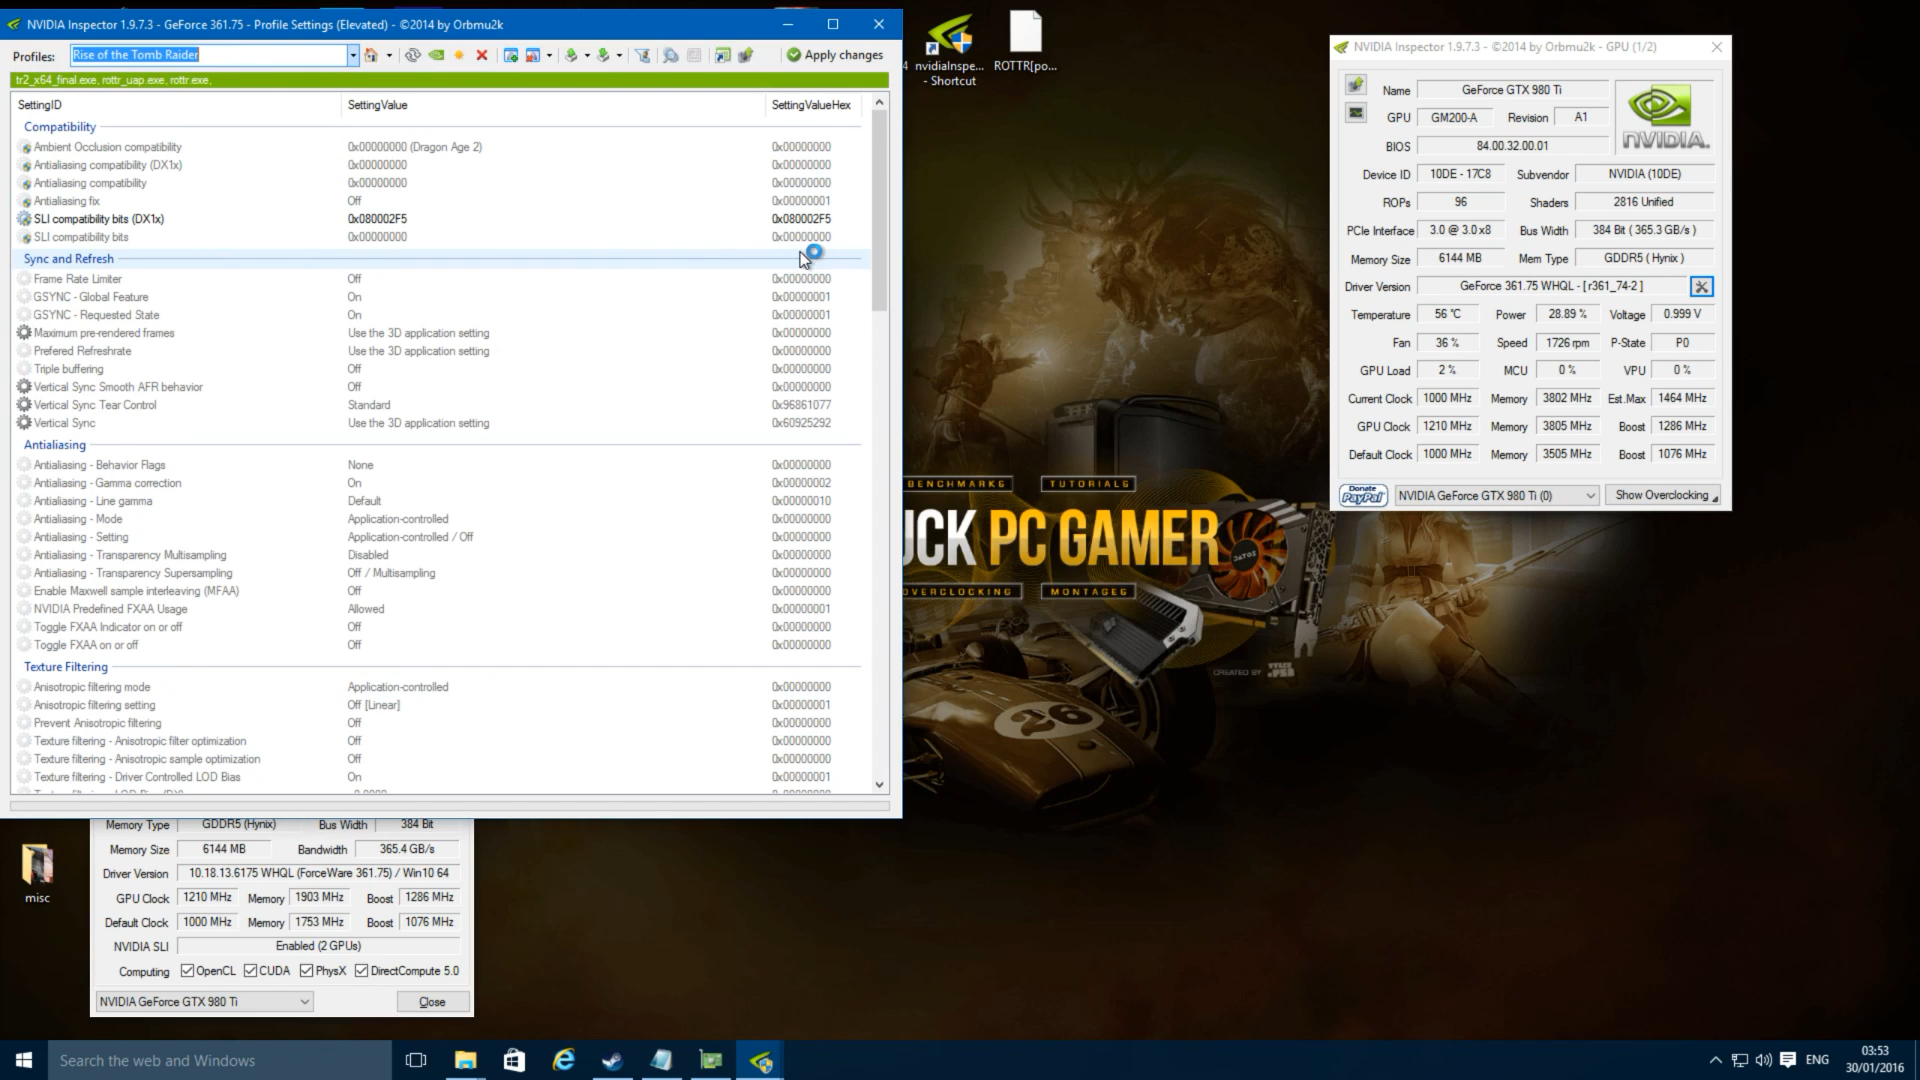 NVIDIA Inspector 1.9.7.3 - GeForce 361.75 - Profile Settings (Elevated) - ©2014 by Orbmu2k
Profiles: Rise of the Tomb Raider Apply changes
tr2_x64_final.exe, rottr_uap.exe, rottr.exe,
SettingID SettingValue SettingValueHex
Compatibility
Ambient Occlusion compatibility 0x00000000 (Dragon Age 2) 0x00000000
Antialiasing compatibility (DX1x) 0x00000000 0x00000000
Antialiasing compatibility 0x00000000 0x00000000
Antialiasing fix Off 0x00000001
SLI compatibility bits (DX1x) 0x080002F5 0x080002F5
SLI compatibility bits 0x00000000 0x00000000
Sync and Refresh
Frame Rate Limiter Off 0x00000000
GSYNC - Global Feature On 0x00000001
GSYNC - Requested State On 0x00000001
Maximum pre-rendered frames Use the 3D application setting 0x00000000
Prefered Refreshrate Use the 3D application setting 0x00000000
Triple buffering Off 0x00000000
Vertical Sync Smooth AFR behavior Off 0x00000000
Vertical Sync Tear Control Standard 0x96861077
Vertical Sync Use the 3D application setting 0x60925292
Antialiasing
Antialiasing - Behavior Flags None 0x00000000
Antialiasing - Gamma correction On 0x00000002
Antialiasing - Line gamma Default 0x00000010
Antialiasing - Mode Application-controlled 0x00000000
Antialiasing - Setting Application-controlled / Off 0x00000000
Antialiasing - Transparency Multisampling Disabled 0x00000000
Antialiasing - Transparency Supersampling Off / Multisampling 0x00000000
Enable Maxwell sample interleaving (MFAA) Off 0x00000000
NVIDIA Predefined FXAA Usage Allowed 0x00000001
Toggle FXAA Indicator on or off Off 0x00000000
Toggle FXAA on or off Off 0x00000000
Texture Filtering
Anisotropic filtering mode Application-controlled 0x00000000
Anisotropic filtering setting Off [Linear] 0x00000001
Prevent Anisotropic filtering Off 0x00000000
Texture filtering - Anisotropic filter optimization Off 0x00000000
Texture filtering - Anisotropic sample optimization Off 0x00000000
Texture filtering - Driver Controlled LOD Bias On 0x00000001
4 nvidiaInspe... - Shortcut
ROTTR[po...
NVIDIA Inspector 1.9.7.3 - ©2014 by Orbmu2k - GPU (1/2)
Name GeForce GTX 980 Ti
GPU GM200-A Revision A1
NVIDIA.
BIOS 84.00.32.00.01
Device ID 10DE - 17C8 Subvendor NVIDIA (10DE)
ROPs 96 Shaders 2816 Unified
PCIe Interface 3.0 @ 3.0 x8 Bus Width 384 Bit ( 365.3 GB/s )
Memory Size 6144 MB Mem Type GDDR5 ( Hynix )
Driver Version GeForce 361.75 WHQL - [ r361_74-2 ]
Temperature 56 °C Power 28.89 % Voltage 0.999 V
Fan 36 % Speed 1726 rpm P-State P0
GPU Load 2 % MCU 0 % VPU 0 %
Current Clock 1000 MHz Memory 3802 MHz Est.Max 1464 MHz
GPU Clock 1210 MHz Memory 3805 MHz Boost 1286 MHz
Default Clock 1000 MHz Memory 3505 MHz Boost 1076 MHz
Donate PayPal NVIDIA GeForce GTX 980 Ti (0) Show Overclocking
BENCHMARKS TUTORIALS
UCK PC GAMER
OVERCLOCKING MONTAGES
CREATED BY
26
Memory Type GDDR5 (Hynix) Bus Width 384 Bit
Memory Size 6144 MB Bandwidth 365.4 GB/s
Driver Version 10.18.13.6175 WHQL (ForceWare 361.75) / Win10 64
GPU Clock 1210 MHz Memory 1903 MHz Boost 1286 MHz
Default Clock 1000 MHz Memory 1753 MHz Boost 1076 MHz
NVIDIA SLI Enabled (2 GPUs)
Computing OpenCL CUDA PhysX DirectCompute 5.0
NVIDIA GeForce GTX 980 Ti Close
misc
Search the web and Windows
ENG
03:53
30/01/2016